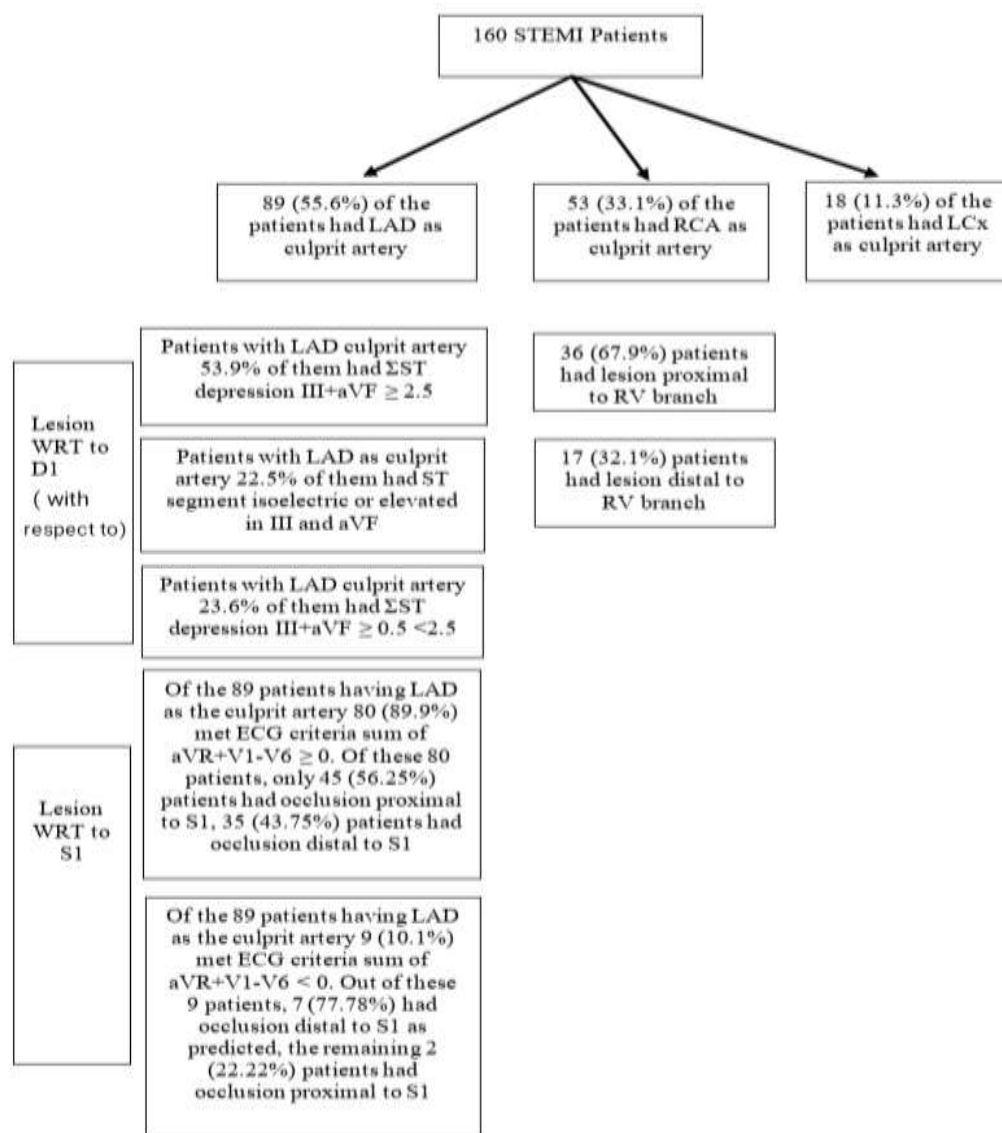 160 STEMI Patients
89 (55.6%) of the
patients had LAD as
culprit artery
53 (33.1%) of the
patients had RCA as
culprit artery
18 (11.3%) of the
patients had LCx
as culprit artery
Lesion
WRT to
D1
( with
respect to)
Patients with LAD culprit artery
53.9% of them had ΣST
depression III+aVF ≥ 2.5
36 (67.9%) patients
had lesion proximal
to RV branch
Patients with LAD as culprit
artery 22.5% of them had ST
segment isoelectric or elevated
in III and aVF
17 (32.1%) patients
had lesion distal to
RV branch
Patients with LAD culprit artery
23.6% of them had ΣST
depression III+aVF ≥ 0.5 <2.5
Lesion
WRT to
S1
Of the 89 patients having LAD
as the culprit artery 80 (89.9%)
met ECG criteria sum of
aVR+V1-V6 ≥ 0. Of these 80
patients, only 45 (56.25%)
patients had occlusion proximal
to S1, 35 (43.75%) patients had
occlusion distal to S1
Of the 89 patients having LAD
as the culprit artery 9 (10.1%)
met ECG criteria sum of
aVR+V1-V6 < 0. Out of these
9 patients, 7 (77.78%) had
occlusion distal to S1 as
predicted, the remaining 2
(22.22%) patients had
occlusion proximal to S1